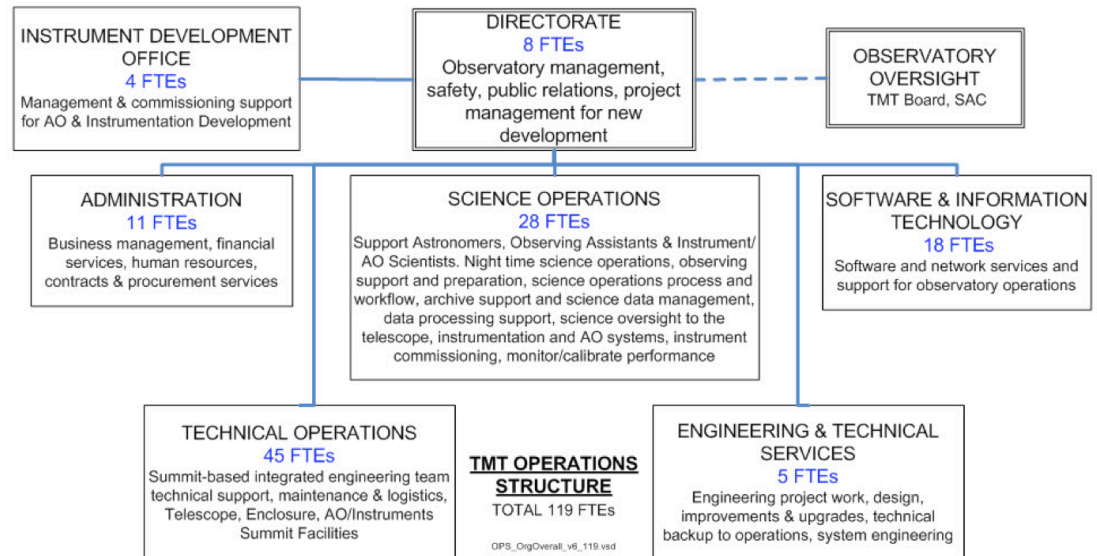 INSTRUMENT DEVELOPMENT
OFFICE
4 FTEs
Management & commissioning support
for AO & Instrumentation Development
DIRECTORATE
8 FTEs
Observatory management,
safety, public relations, project
management for new
development
OBSERVATORY
OVERSIGHT
TMT Board, SAC
ADMINISTRATION
11 FTEs
Business management, financial
services, human resources,
contracts & procurement services
SCIENCE OPERATIONS
28 FTEs
Support Astronomers, Observing Assistants & Instrument/
AO Scientists. Night time science operations, observing
support and preparation, science operations process and
workflow, archive support and science data management,
data processing support, science oversight to the
telescope, instrumentation and AO systems, instrument
commissioning, monitor/calibrate performance
SOFTWARE & INFORMATION
TECHNOLOGY
18 FTEs
Software and network services and
support for observatory operations
TECHNICAL OPERATIONS
45 FTEs
Summit-based integrated engineering team
technical support, maintenance & logistics,
Telescope, Enclosure, AO/Instruments
Summit Facilities
TMT OPERATIONS
STRUCTURE
TOTAL 119 FTEs
OPS_OrgOverall_v6_119.vsd
ENGINEERING & TECHNICAL
SERVICES
5 FTEs
Engineering project work, design,
improvements & upgrades, technical
backup to operations, system engineering